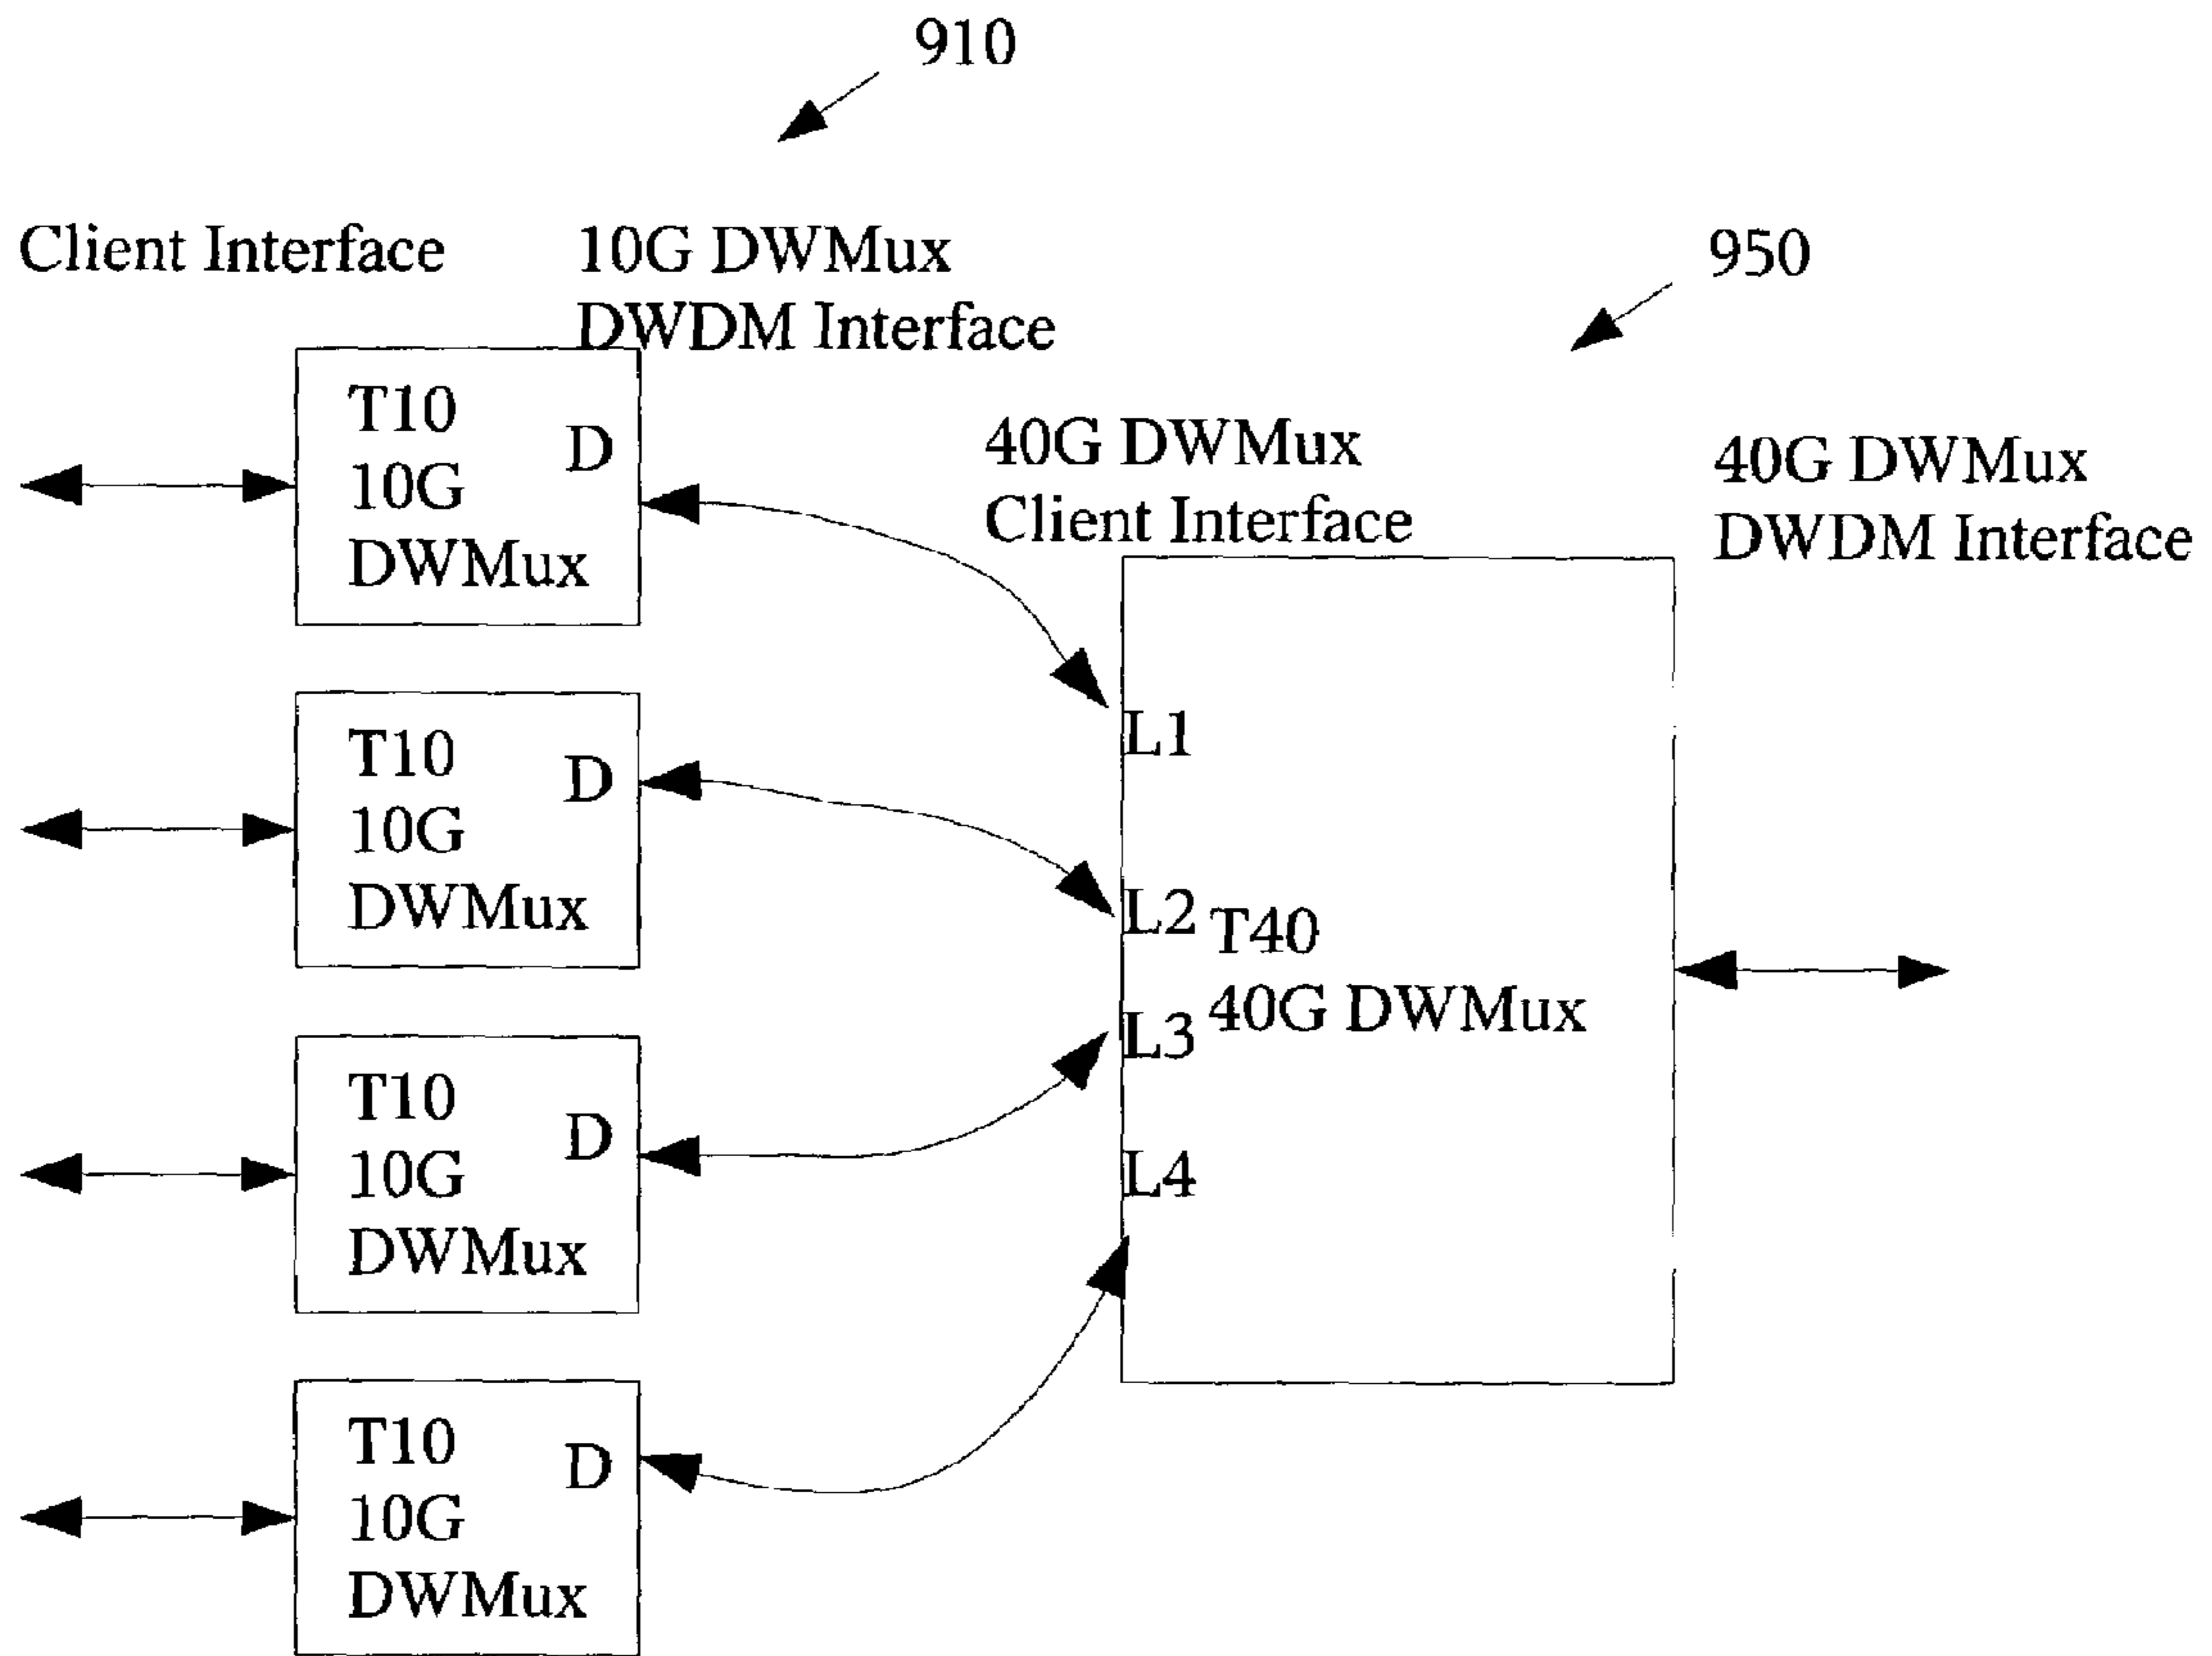 910
Client Interface
10G DWMux
DWDM Interface
950
40G DWMux
Client Interface
40G DWMux
DWDM Interface
T10
D
10G
DWMux
T10
D
10G
DWMux
T10
D
10G
DWMux
T10
D
10G
DWMux
L1
L2
T40
40G DWMux
L3
L4